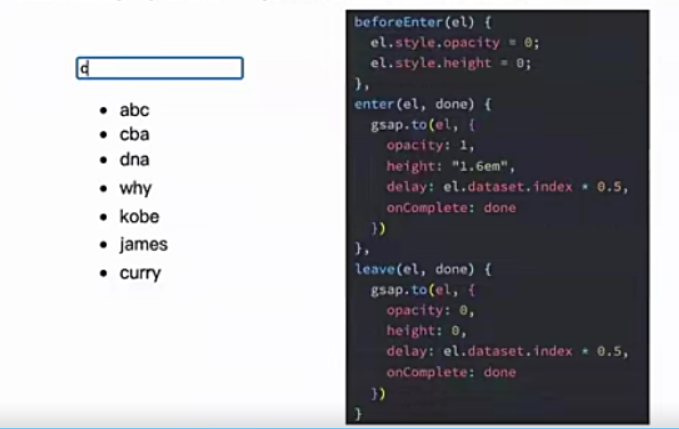 c
abc
cba
dna
why
kobe
james
curry
beforeEnter(el) {
el.style.opacity = 0;
el.style.height = 0;
},
enter(el, done) {
gsap.to(el, {
opacity: 1,
height: "1.6em",
delay: el.dataset.index * 0.5,
onComplete: done
})
},
leave(el, done) {
gsap.to(el, {
opacity: 0,
height: 0,
delay: el.dataset.index * 0.5,
onComplete: done
})
}